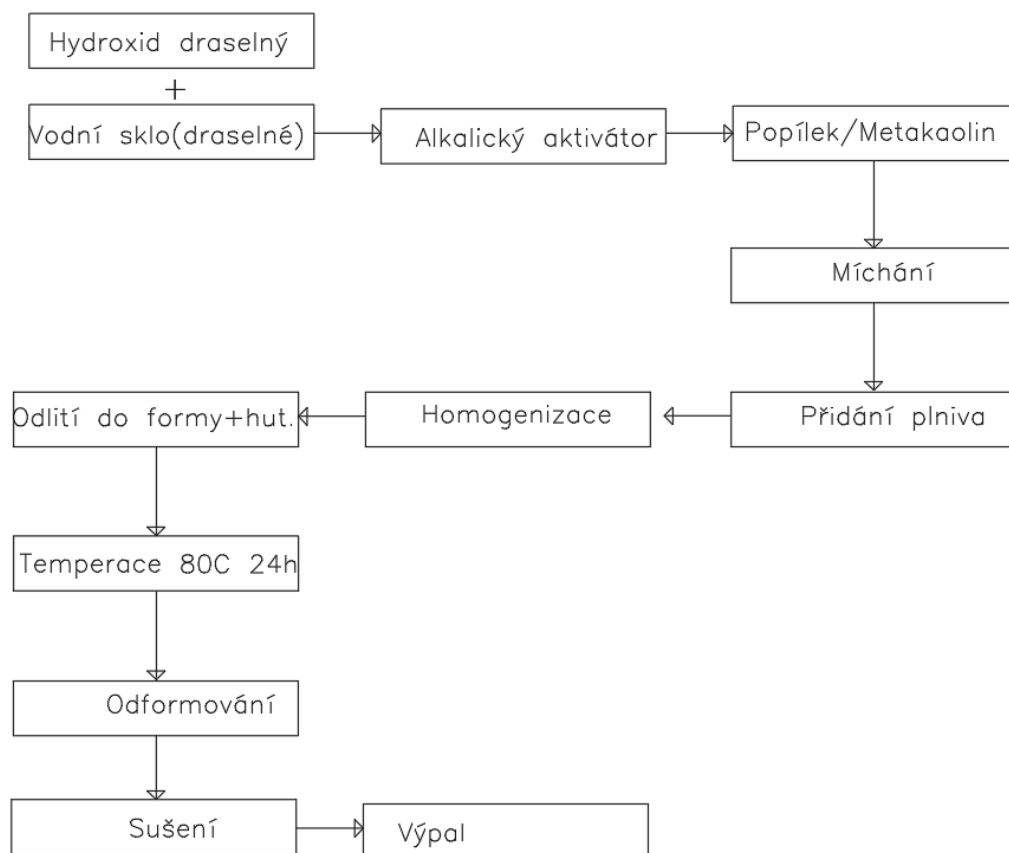 Hydroxid draselný
+
Vodní sklo(draselné)
Alkalický aktivátor
Popílek/Metakaolin
Míchání
Přidání plniva
Homogenizace
Odlití do formy+hut.
Temperace 80C 24h
Odformování
Sušení
Výpal